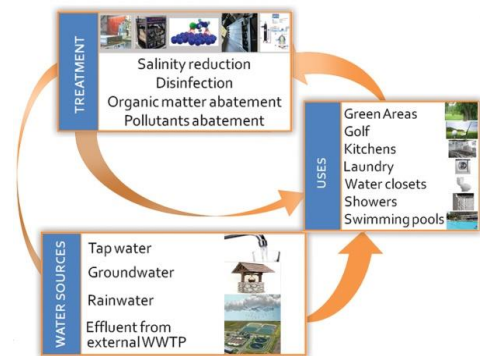 TREATMENT
Salinity reduction
Disinfection
Organic matter abatement
Pollutants abatement
USES
Green Areas
Golf
Kitchens
Laundry
Water closets
Showers
Swimming pools
WATER SOURCES
Tap water
Groundwater
Rainwater
Effluent from
external WWTP